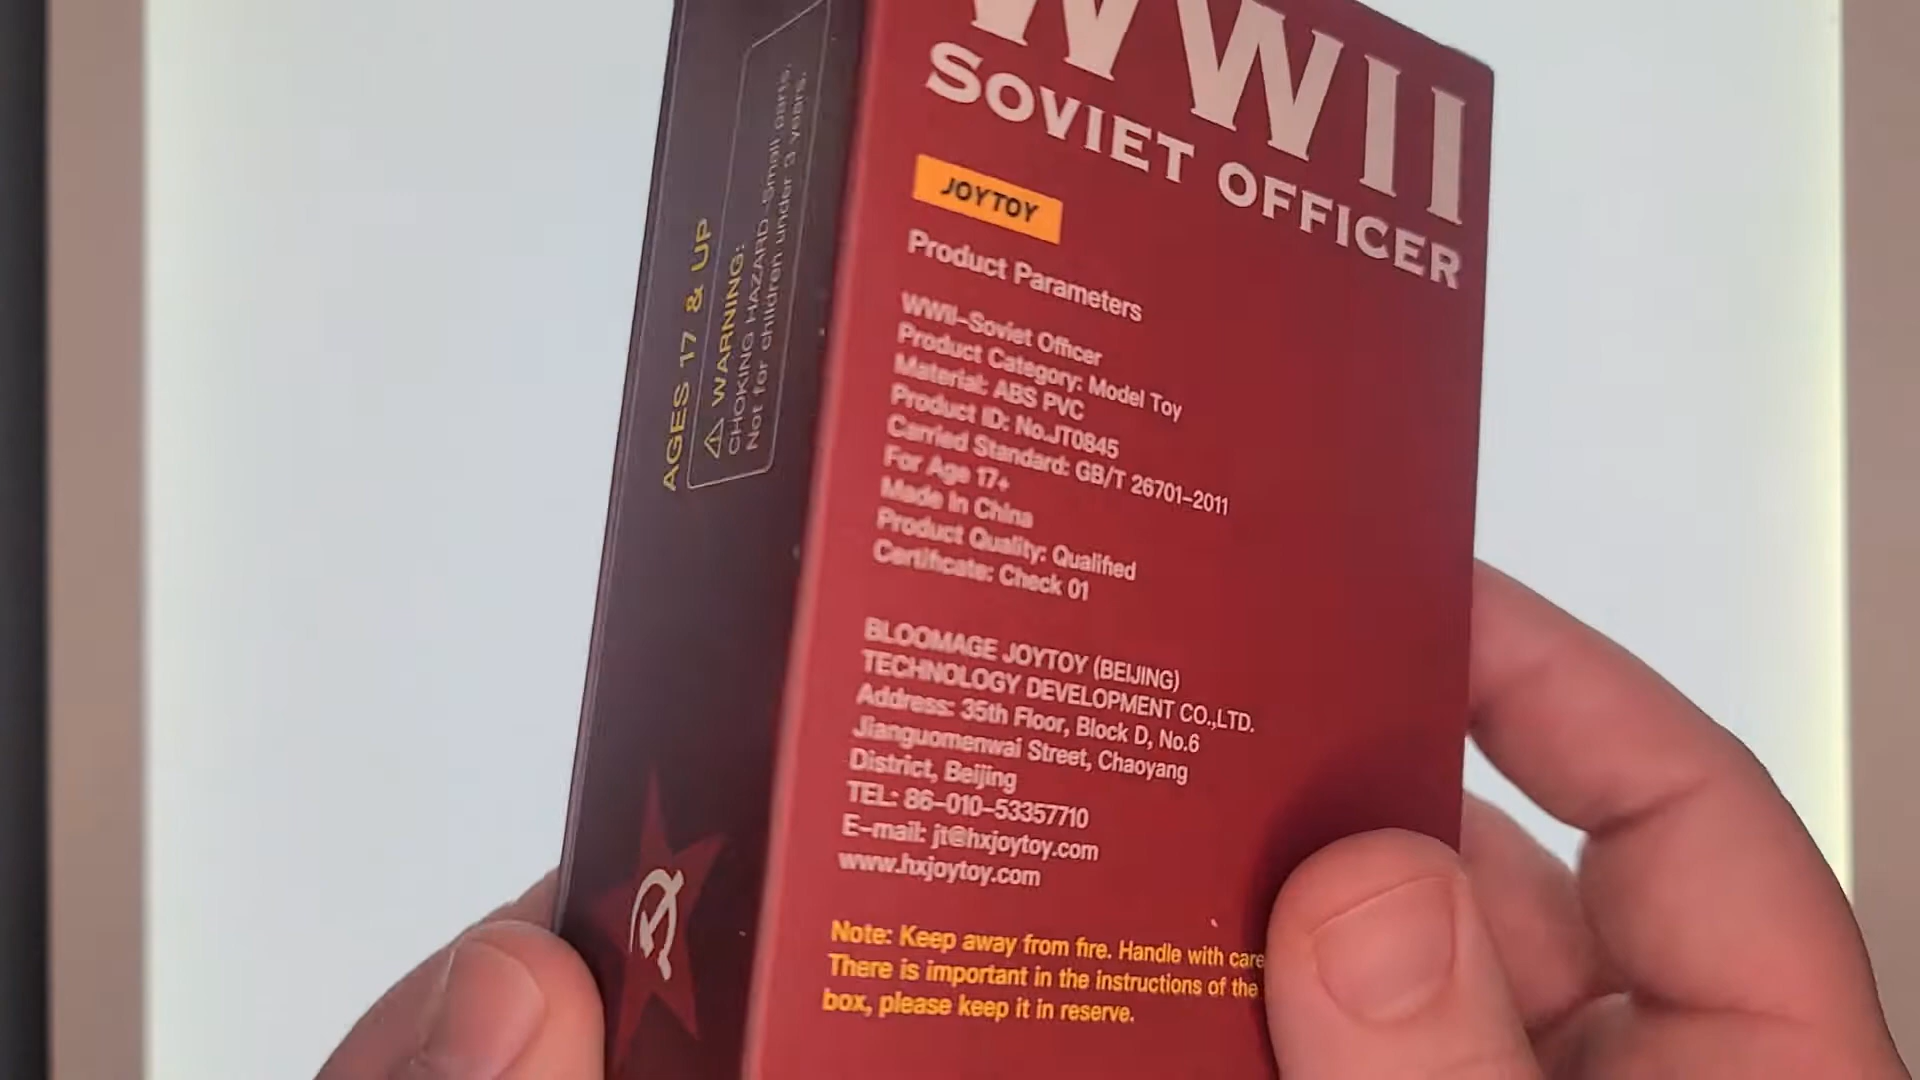 AGES 17 & UP
WARNING:
CHOKING HAZARD-Small parts.
Not for children under 3 years.
WWII
SOVIET OFFICER
JOYTOY
Product Parameters
WWII-Soviet Officer
Product Category: Model Toy
Material: ABS PVC
Product ID: No.JT0845
Carried Standard: GB/T 26701-2011
For Age 17+
Made In China
Product Quality: Qualified
Certificate: Check 01
BLOOMAGE JOYTOY (BEIJING)
TECHNOLOGY DEVELOPMENT CO.,LTD.
Address: 35th Floor, Block D, No.6
Jianguomenwai Street, Chaoyang
District, Beijing
TEL: 86-010-53357710
E-mail: jt@hxjoytoy.com
www.hxjoytoy.com
Note: Keep away from fire. Handle with care
There is important in the instructions of the
box, please keep it in reserve.